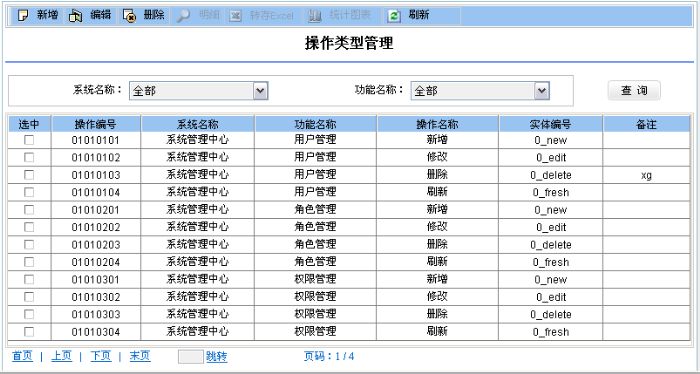 新增 编辑 删除 明细 转存Excel 统计图表 刷新
操作类型管理
系统名称： 全部 功能名称： 全部 查 询
选中 操作编号 系统名称 功能名称 操作名称 实体编号 备注
01010101 系统管理中心 用户管理 新增 0_new
01010102 系统管理中心 用户管理 修改 0_edit
01010103 系统管理中心 用户管理 删除 0_delete xg
01010104 系统管理中心 用户管理 刷新 0_fresh
01010201 系统管理中心 角色管理 新增 0_new
01010202 系统管理中心 角色管理 修改 0_edit
01010203 系统管理中心 角色管理 删除 0_delete
01010204 系统管理中心 角色管理 刷新 0_fresh
01010301 系统管理中心 权限管理 新增 0_new
01010302 系统管理中心 权限管理 修改 0_edit
01010303 系统管理中心 权限管理 删除 0_delete
01010304 系统管理中心 权限管理 刷新 0_fresh
首页 | 上页 | 下页 | 末页 跳转 页码：1 / 4